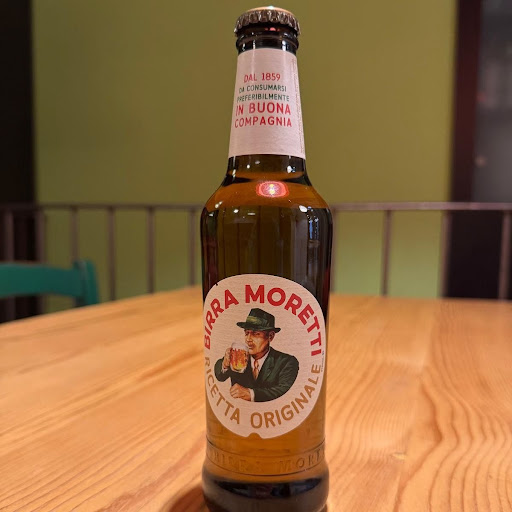 DAL 1859
DA CONSUMARSI
PREFERIBILMENTE
IN BUONA
COMPAGNIA
BIRRA MORETTI
RICETTA ORIGINALE